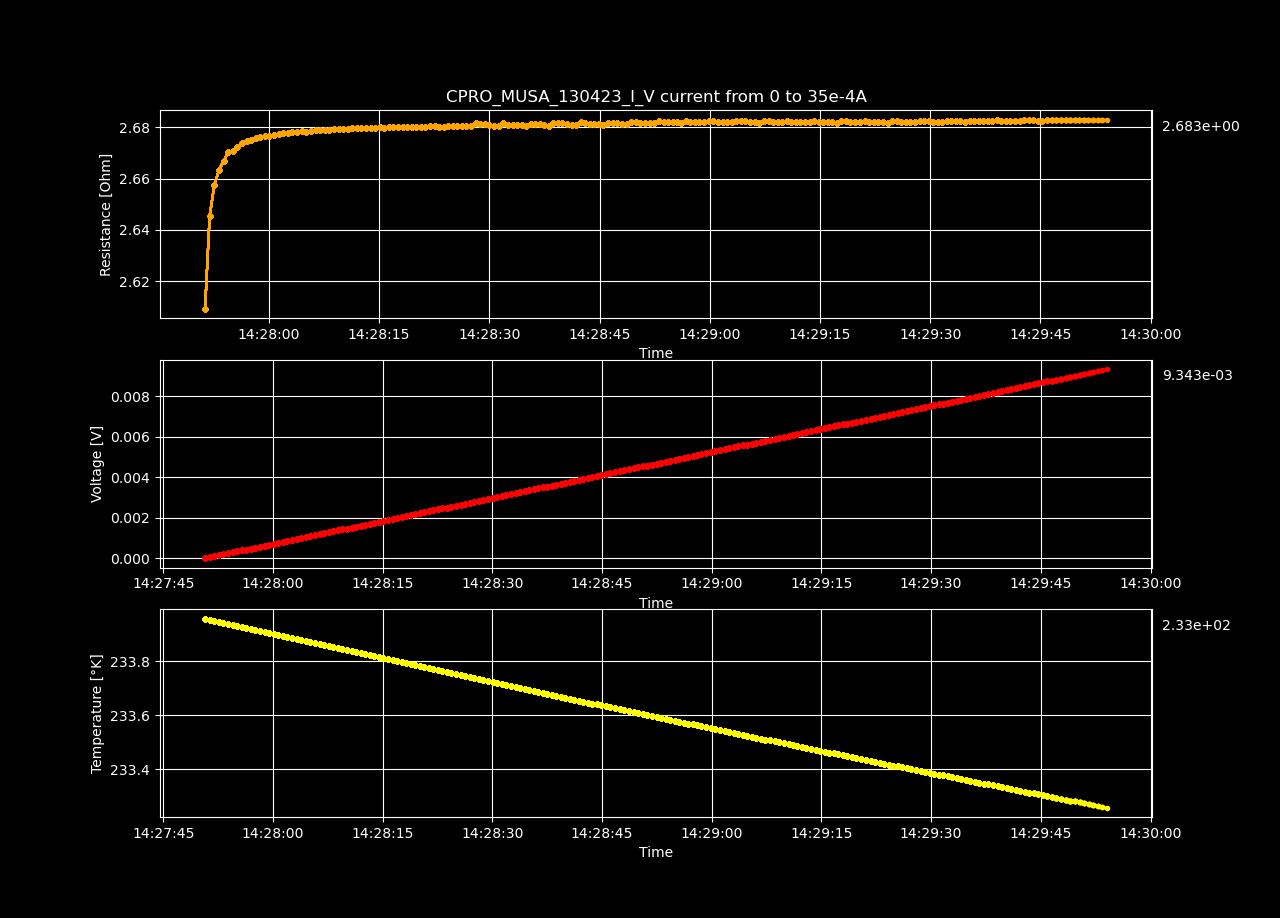 CPRO_MUSA_130423_I_V current from 0 to 35e-4A
2.68
2.66
2.64
2.62
Resistance [Ohm]
2.683e+00
14:28:00 14:28:15 14:28:30 14:28:45 14:29:00 14:29:15 14:29:30 14:29:45 14:30:00
Time
0.008
0.006
0.004
0.002
0.000
Voltage [V]
9.343e-03
14:27:45 14:28:00 14:28:15 14:28:30 14:28:45 14:29:00 14:29:15 14:29:30 14:29:45 14:30:00
Time
233.8
233.6
233.4
Temperature [°K]
2.33e+02
14:27:45 14:28:00 14:28:15 14:28:30 14:28:45 14:29:00 14:29:15 14:29:30 14:29:45 14:30:00
Time